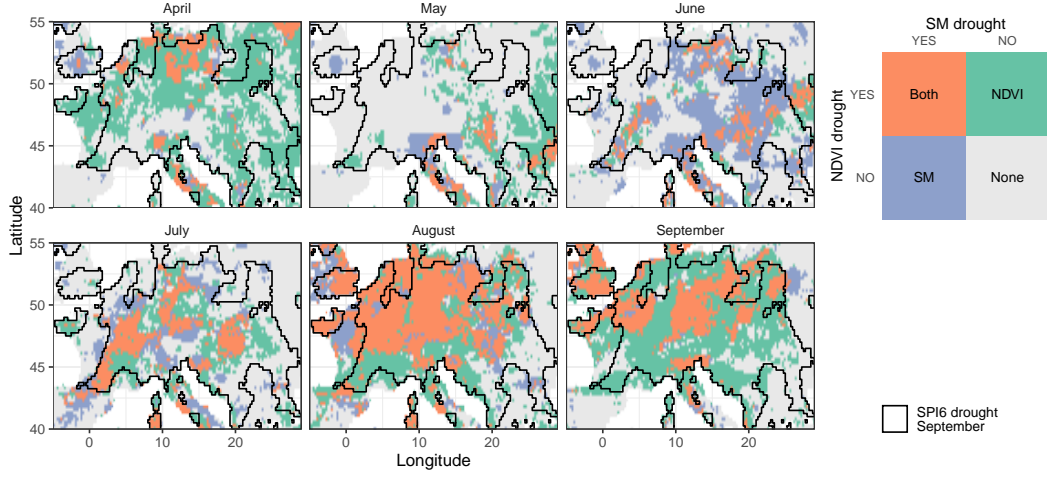 April
May
June
July
August
September
55
50
45
40
55
50
45
40
0
10
20
0
10
20
0
10
20
Latitude
Longitude
SM drought
YES
NO
NDVI drought
YES
NO
Both
NDVI
SM
None
SPI6 drought
September